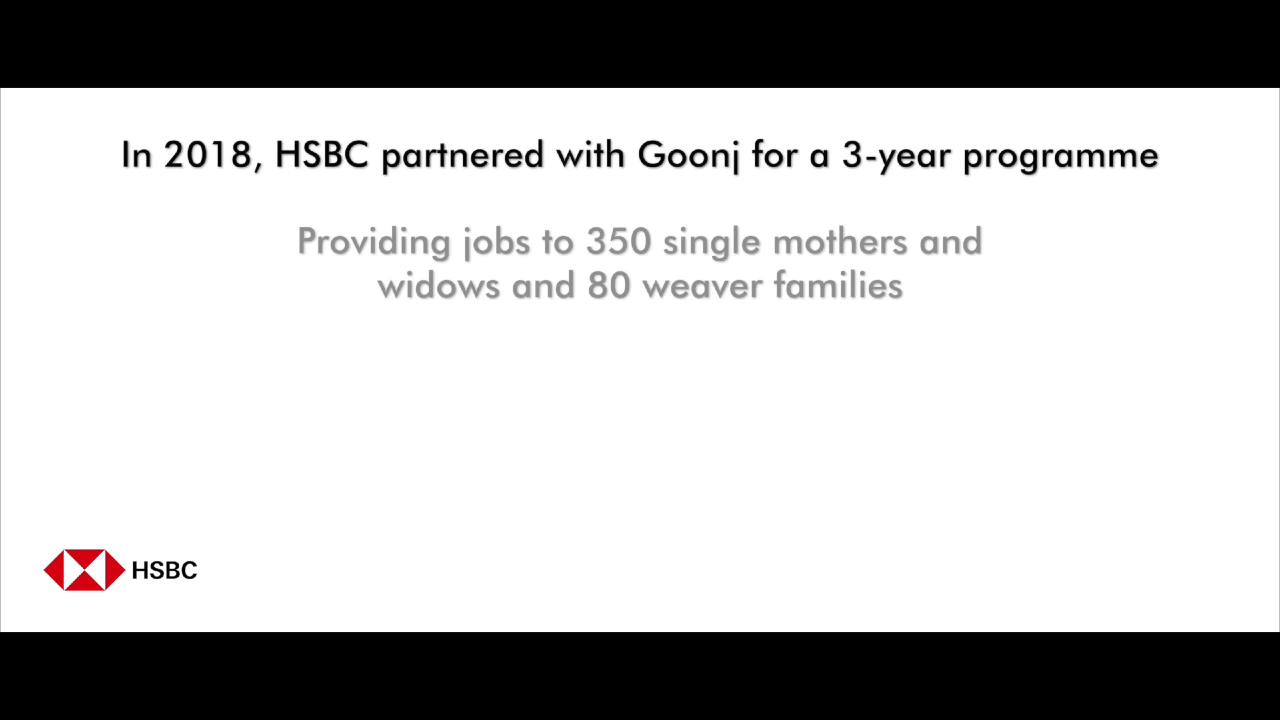 In 2018, HSBC partnered with Goonj for a 3-year programme
Providing jobs to 350 single mothers and
widows and 80 weaver families
HSBC